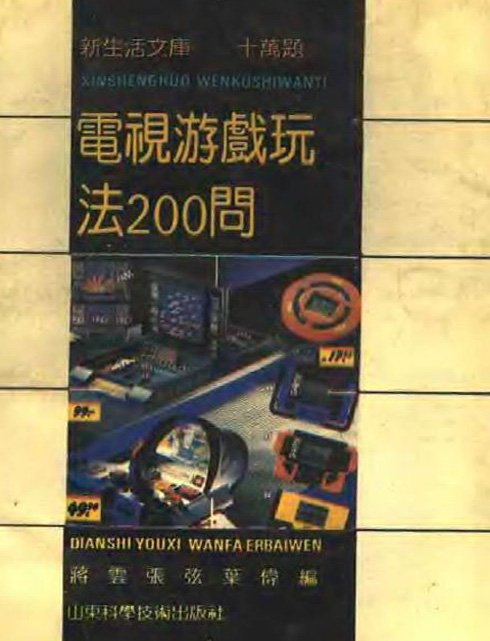 新生活文庫 十萬題
XINSHENGHUO WENKUSHIWANTI
電視游戲玩
法200問
99.-
DIANSHI YOUXI WANFA ERBAIWEN
蔣雲張弦葉偉編
山東科學技術出版社